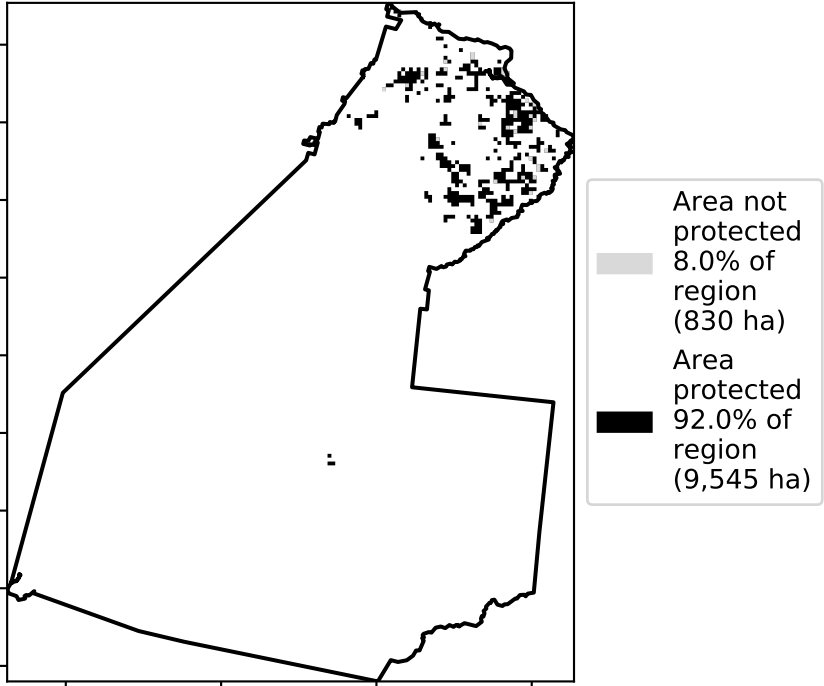 Area not
protected
8.0% of
region
(830 ha)
Area
protected
92.0% of
region
(9,545 ha)